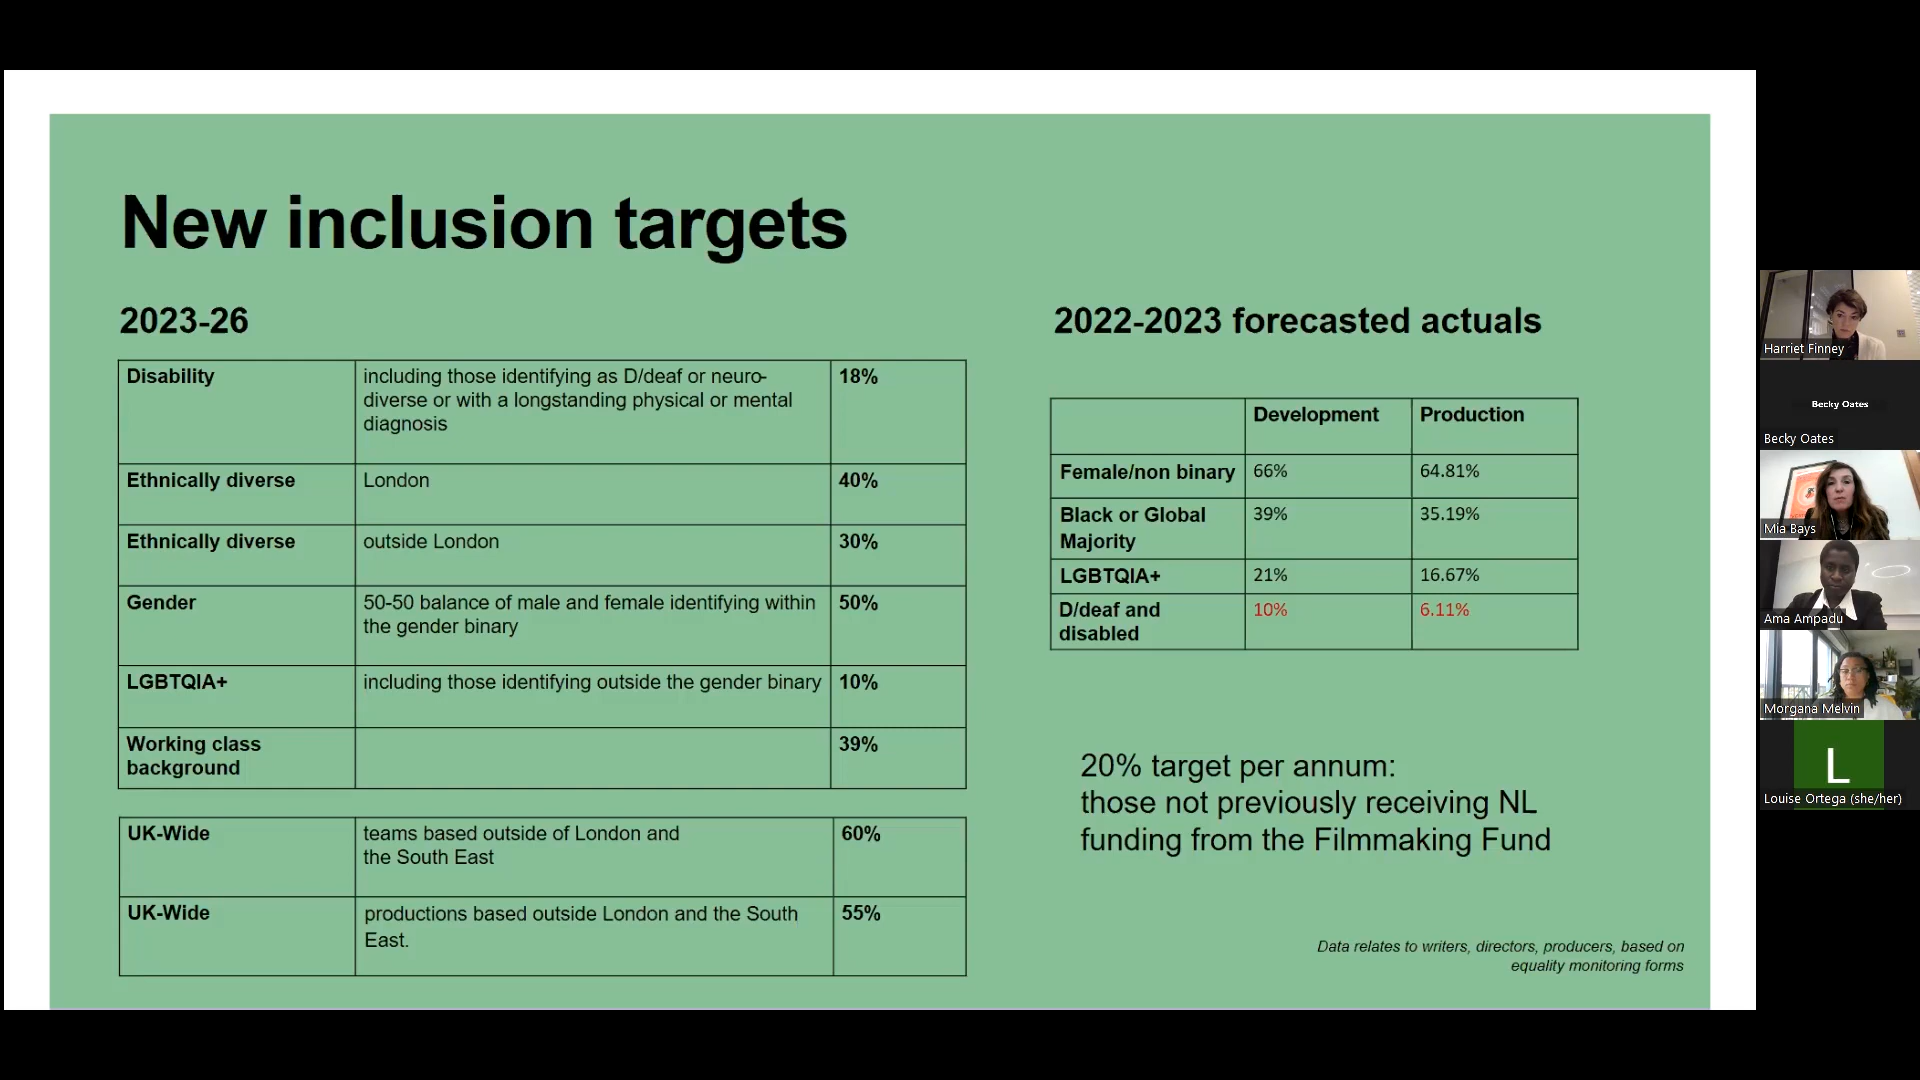 New inclusion targets
2023-26
Disability
including those identifying as D/deaf or neuro-
diverse or with a longstanding physical or mental
diagnosis
18%
Ethnically diverse
London
40%
Ethnically diverse
outside London
30%
Gender
50-50 balance of male and female identifying within
the gender binary
50%
LGBTQIA+
including those identifying outside the gender binary
10%
Working class
background
39%
UK-Wide
teams based outside of London and
the South East
60%
UK-Wide
productions based outside London and the South
East.
55%
2022-2023 forecasted actuals
Development
Production
Female/non binary
66%
64.81%
Black or Global
Majority
39%
35.19%
LGBTQIA+
21%
16.67%
D/deaf and
disabled
10%
6.11%
20% target per annum:
those not previously receiving NL
funding from the Filmmaking Fund
Data relates to writers, directors, producers, based on
equality monitoring forms
Harriet Finney
Becky Oates
Becky Oates
Mia Bays
Ama Ampadu
Morgana Melvin
L
Louise Ortega (she/her)